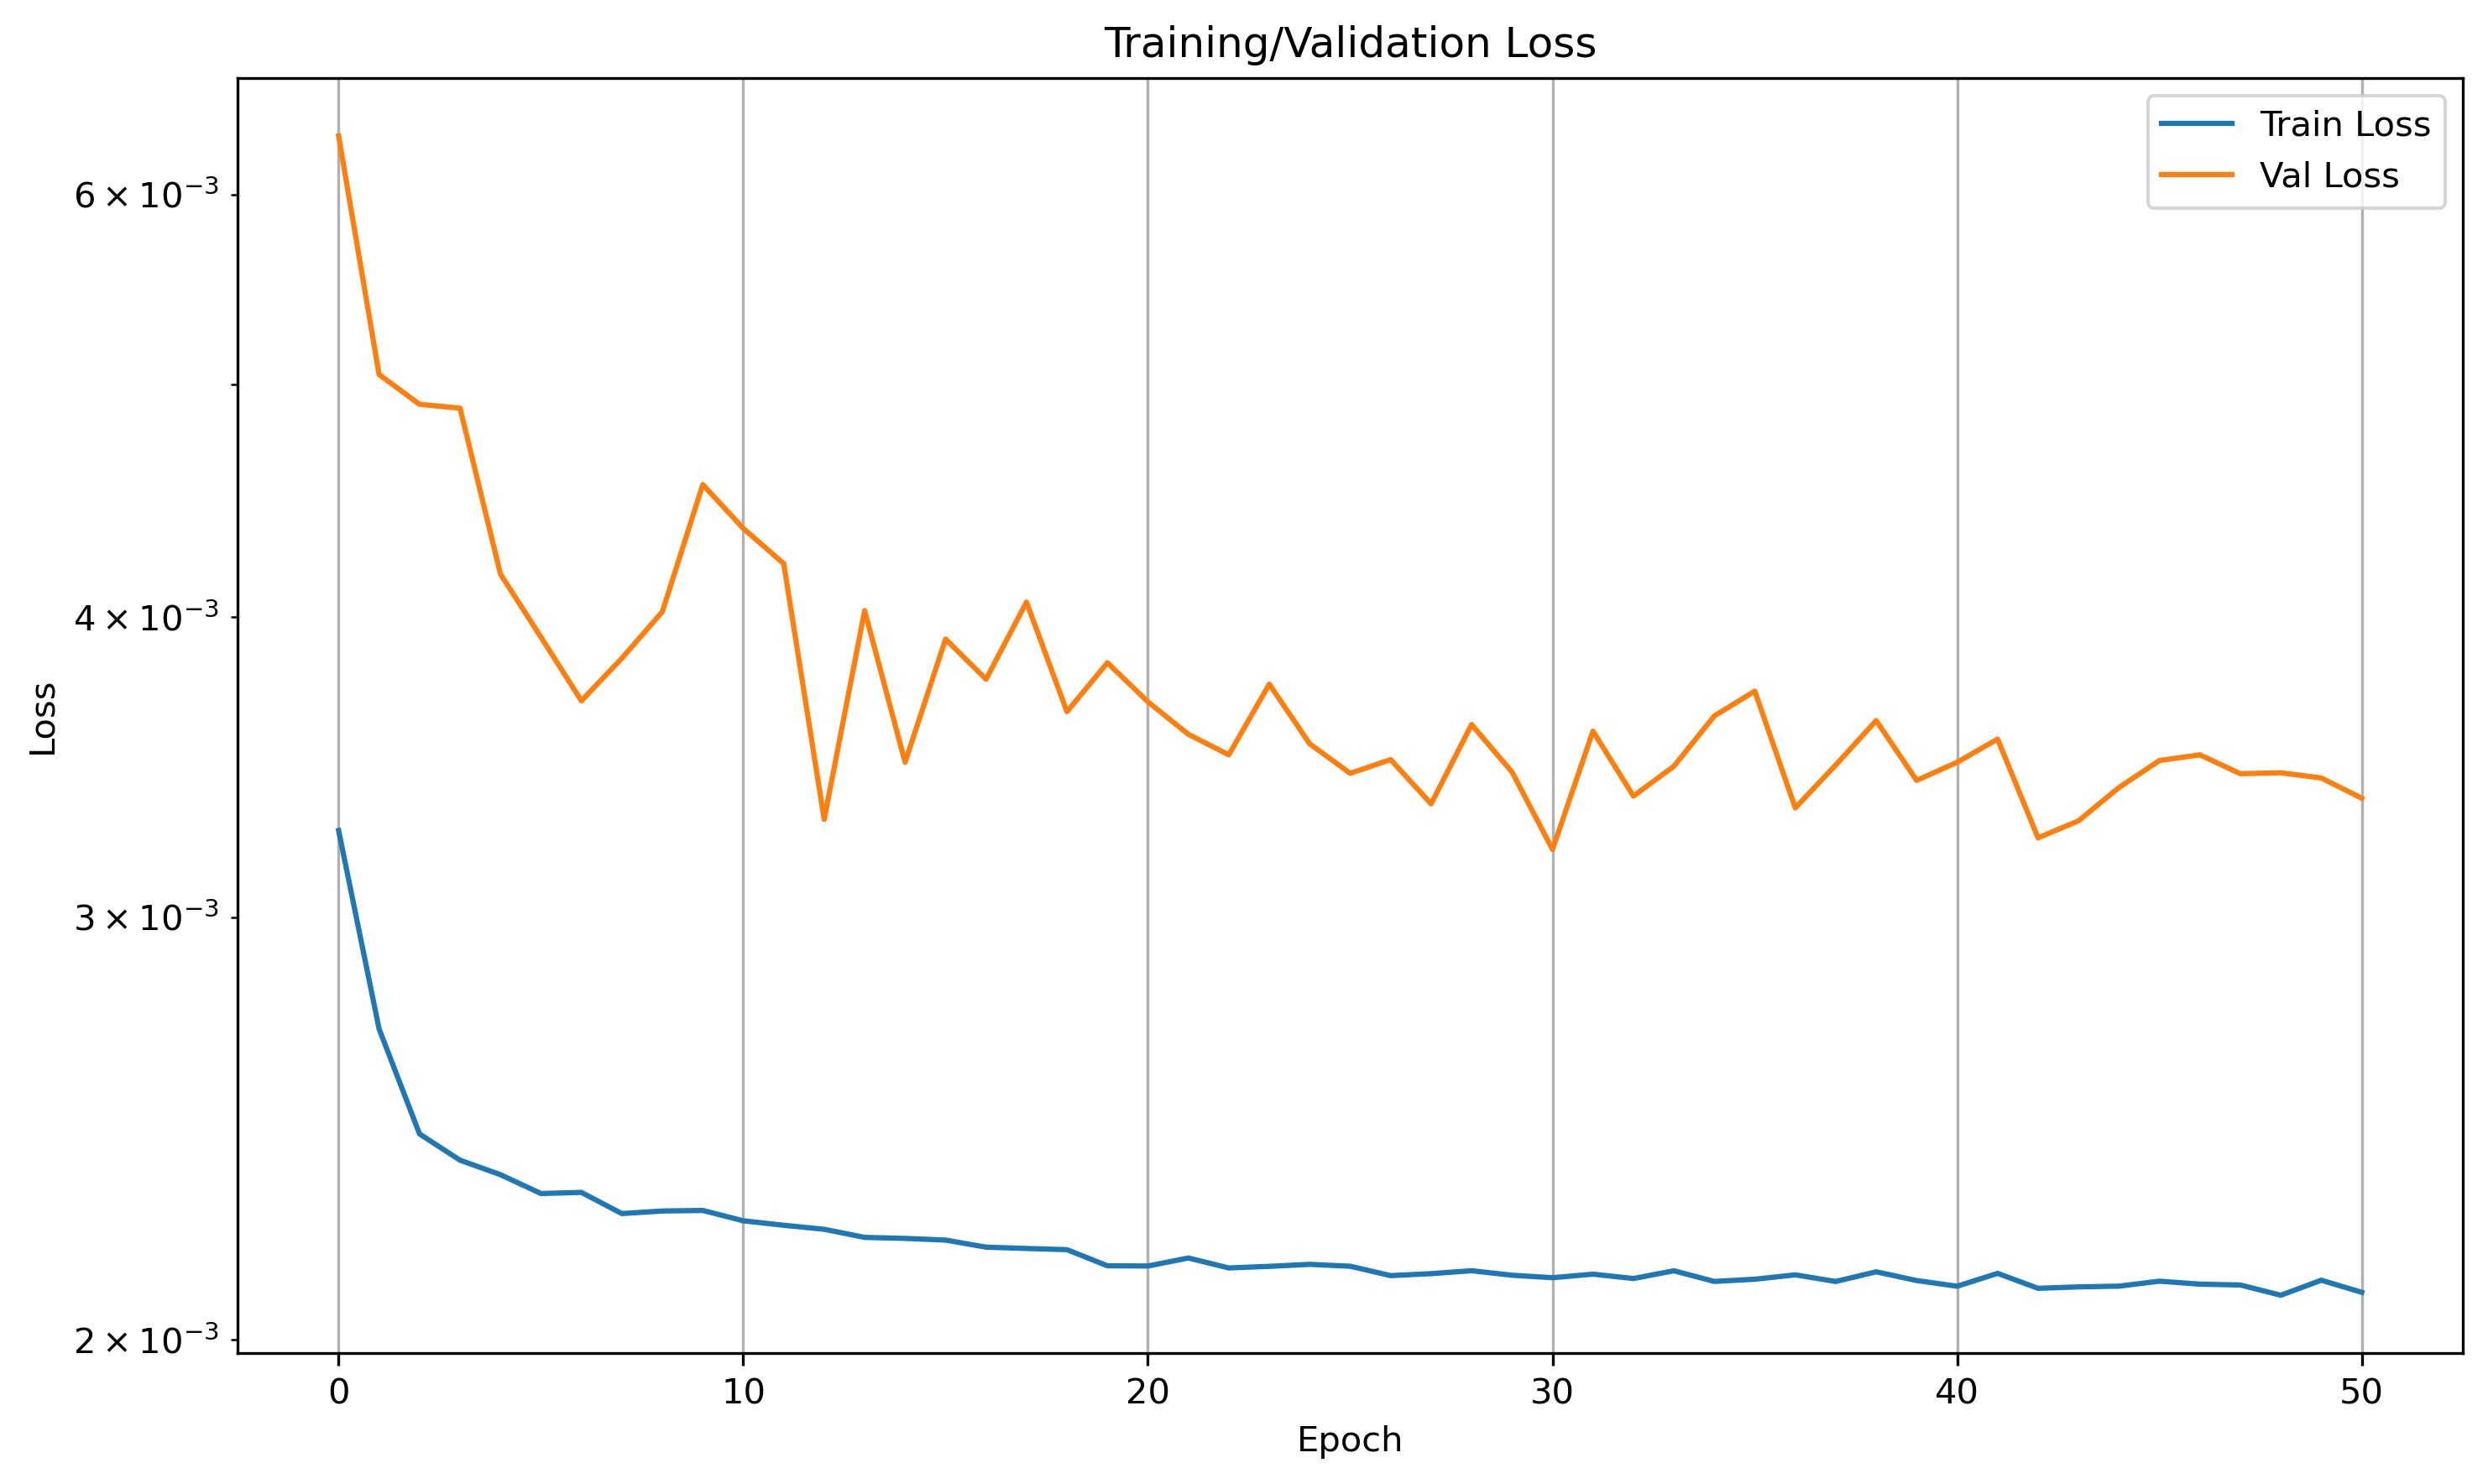 Training/Validation Loss
Train Loss
Val Loss
6 × 10⁻³
4 × 10⁻³
3 × 10⁻³
2 × 10⁻³
Loss
0 10 20 30 40 50
Epoch